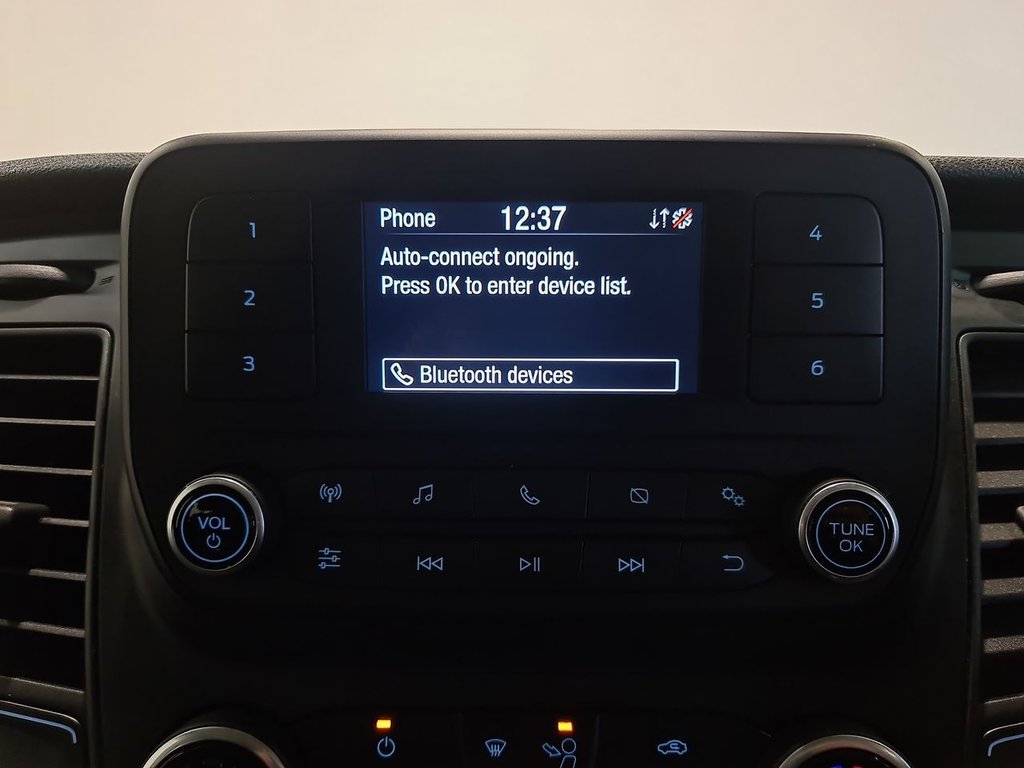 Phone 12:37
Auto-connect ongoing.
Press OK to enter device list.
Bluetooth devices
1
2
3
4
5
6
VOL
TUNE
OK